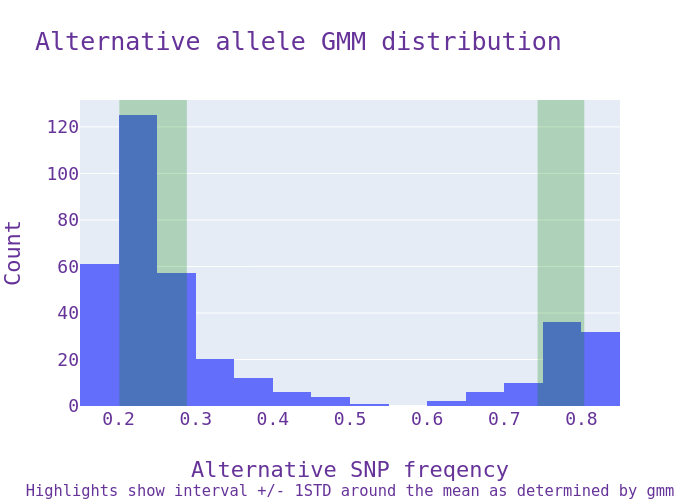 Alternative allele GMM distribution
120
100
80
60
40
20
0
Count
0.2 0.3 0.4 0.5 0.6 0.7 0.8
Alternative SNP freqency
Highlights show interval +/- 1STD around the mean as determined by gmm